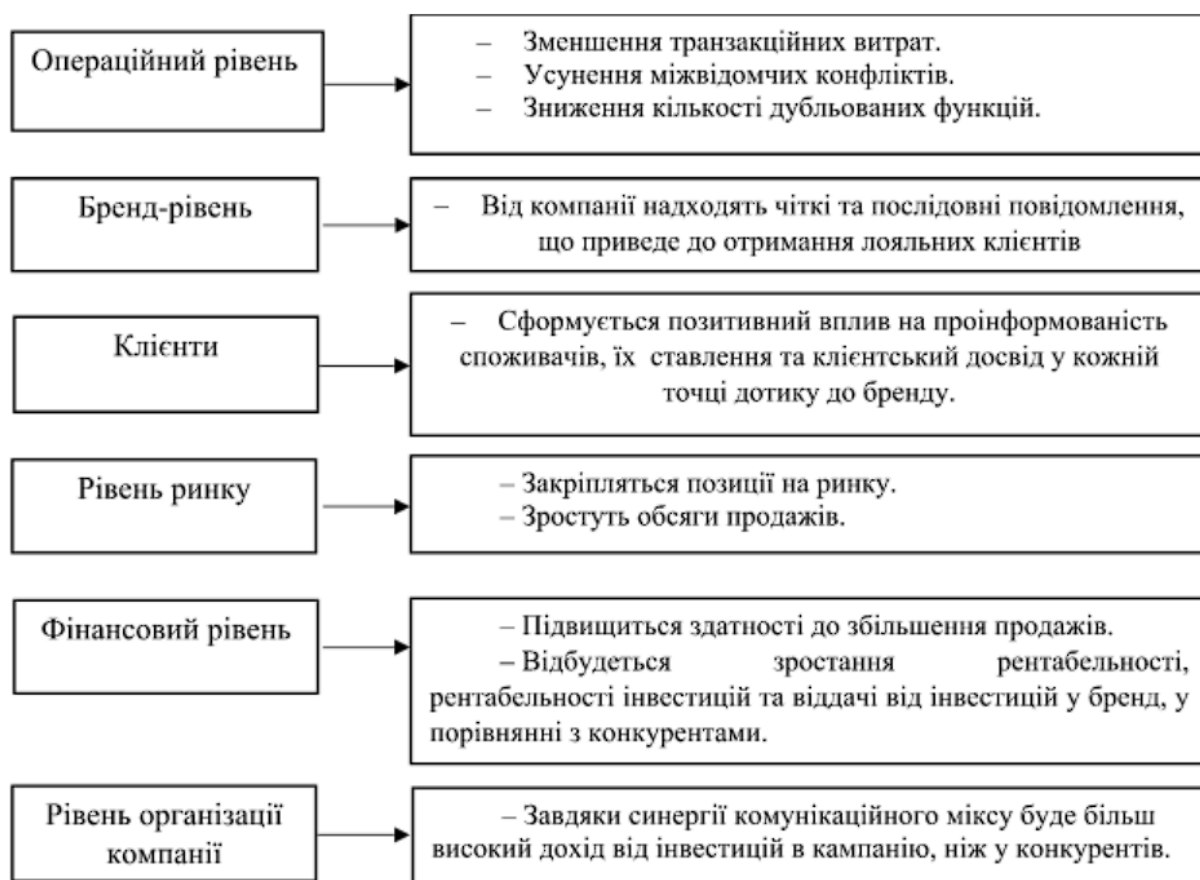 Операційний рівень
– Зменшення транзакційних витрат.
– Усунення міжвідомчих конфліктів.
– Зниження кількості дубльованих функцій.
Бренд-рівень
– Від компанії надходять чіткі та послідовні повідомлення,
що приведе до отримання лояльних клієнтів
Клієнти
– Сформується позитивний вплив на проінформованість
споживачів, їх ставлення та клієнтський досвід у кожній
точці дотику до бренду.
Рівень ринку
– Закріпляться позиції на ринку.
– Зростуть обсяги продажів.
Фінансовий рівень
– Підвищиться здатності до збільшення продажів.
– Відбудеться зростання рентабельності,
рентабельності інвестицій та віддачі від інвестицій у бренд, у
порівнянні з конкурентами.
Рівень організації
компанії
– Завдяки синергії комунікаційного міксу буде більш
високий дохід від інвестицій в кампанію, ніж у конкурентів.